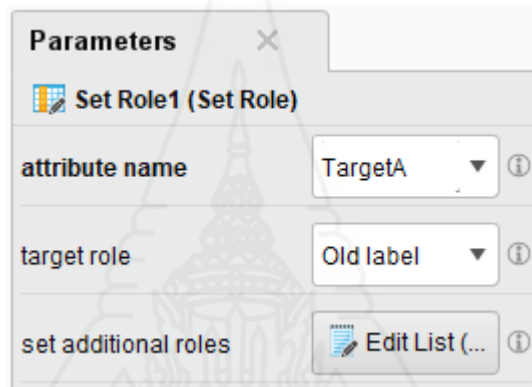 Parameters
Set Role1 (Set Role)
attribute name TargetA
target role Old label
set additional roles Edit List (...